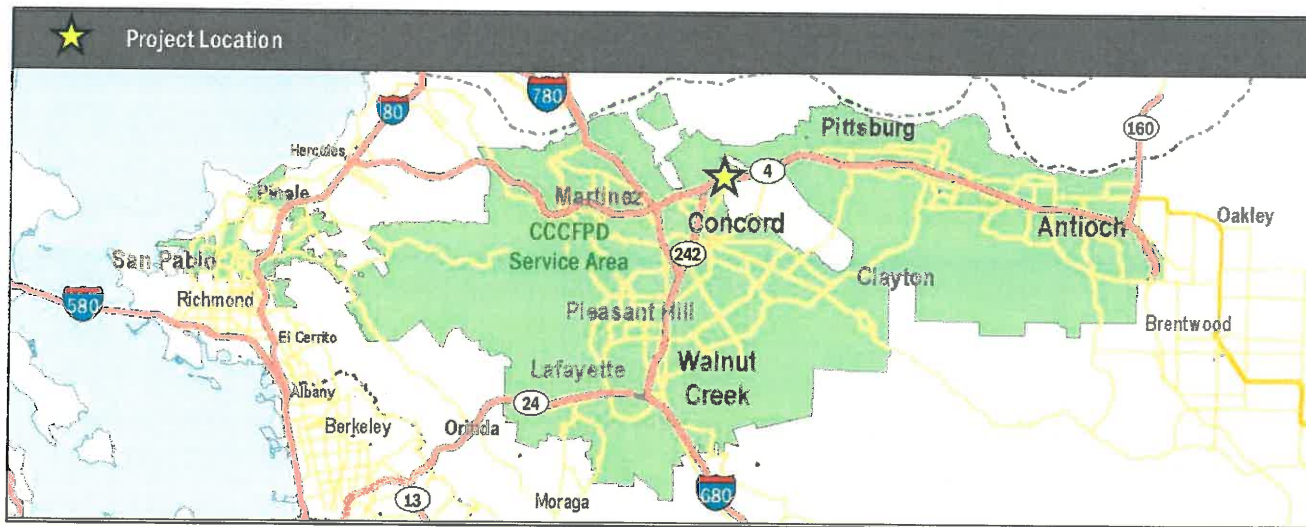 Project Location
780
80
160
Pittsburg
Hercules
4
Pinole
Martinez
Oakley
Concord
Antioch
CCCFPD
Service Area
242
San Pablo
Clayton
Richmond
580
Pleasant Hill
Brentwood
El Cerrito
Walnut
Creek
Lafayette
Albany
24
Berkeley
Orinda
680
13
Moraga